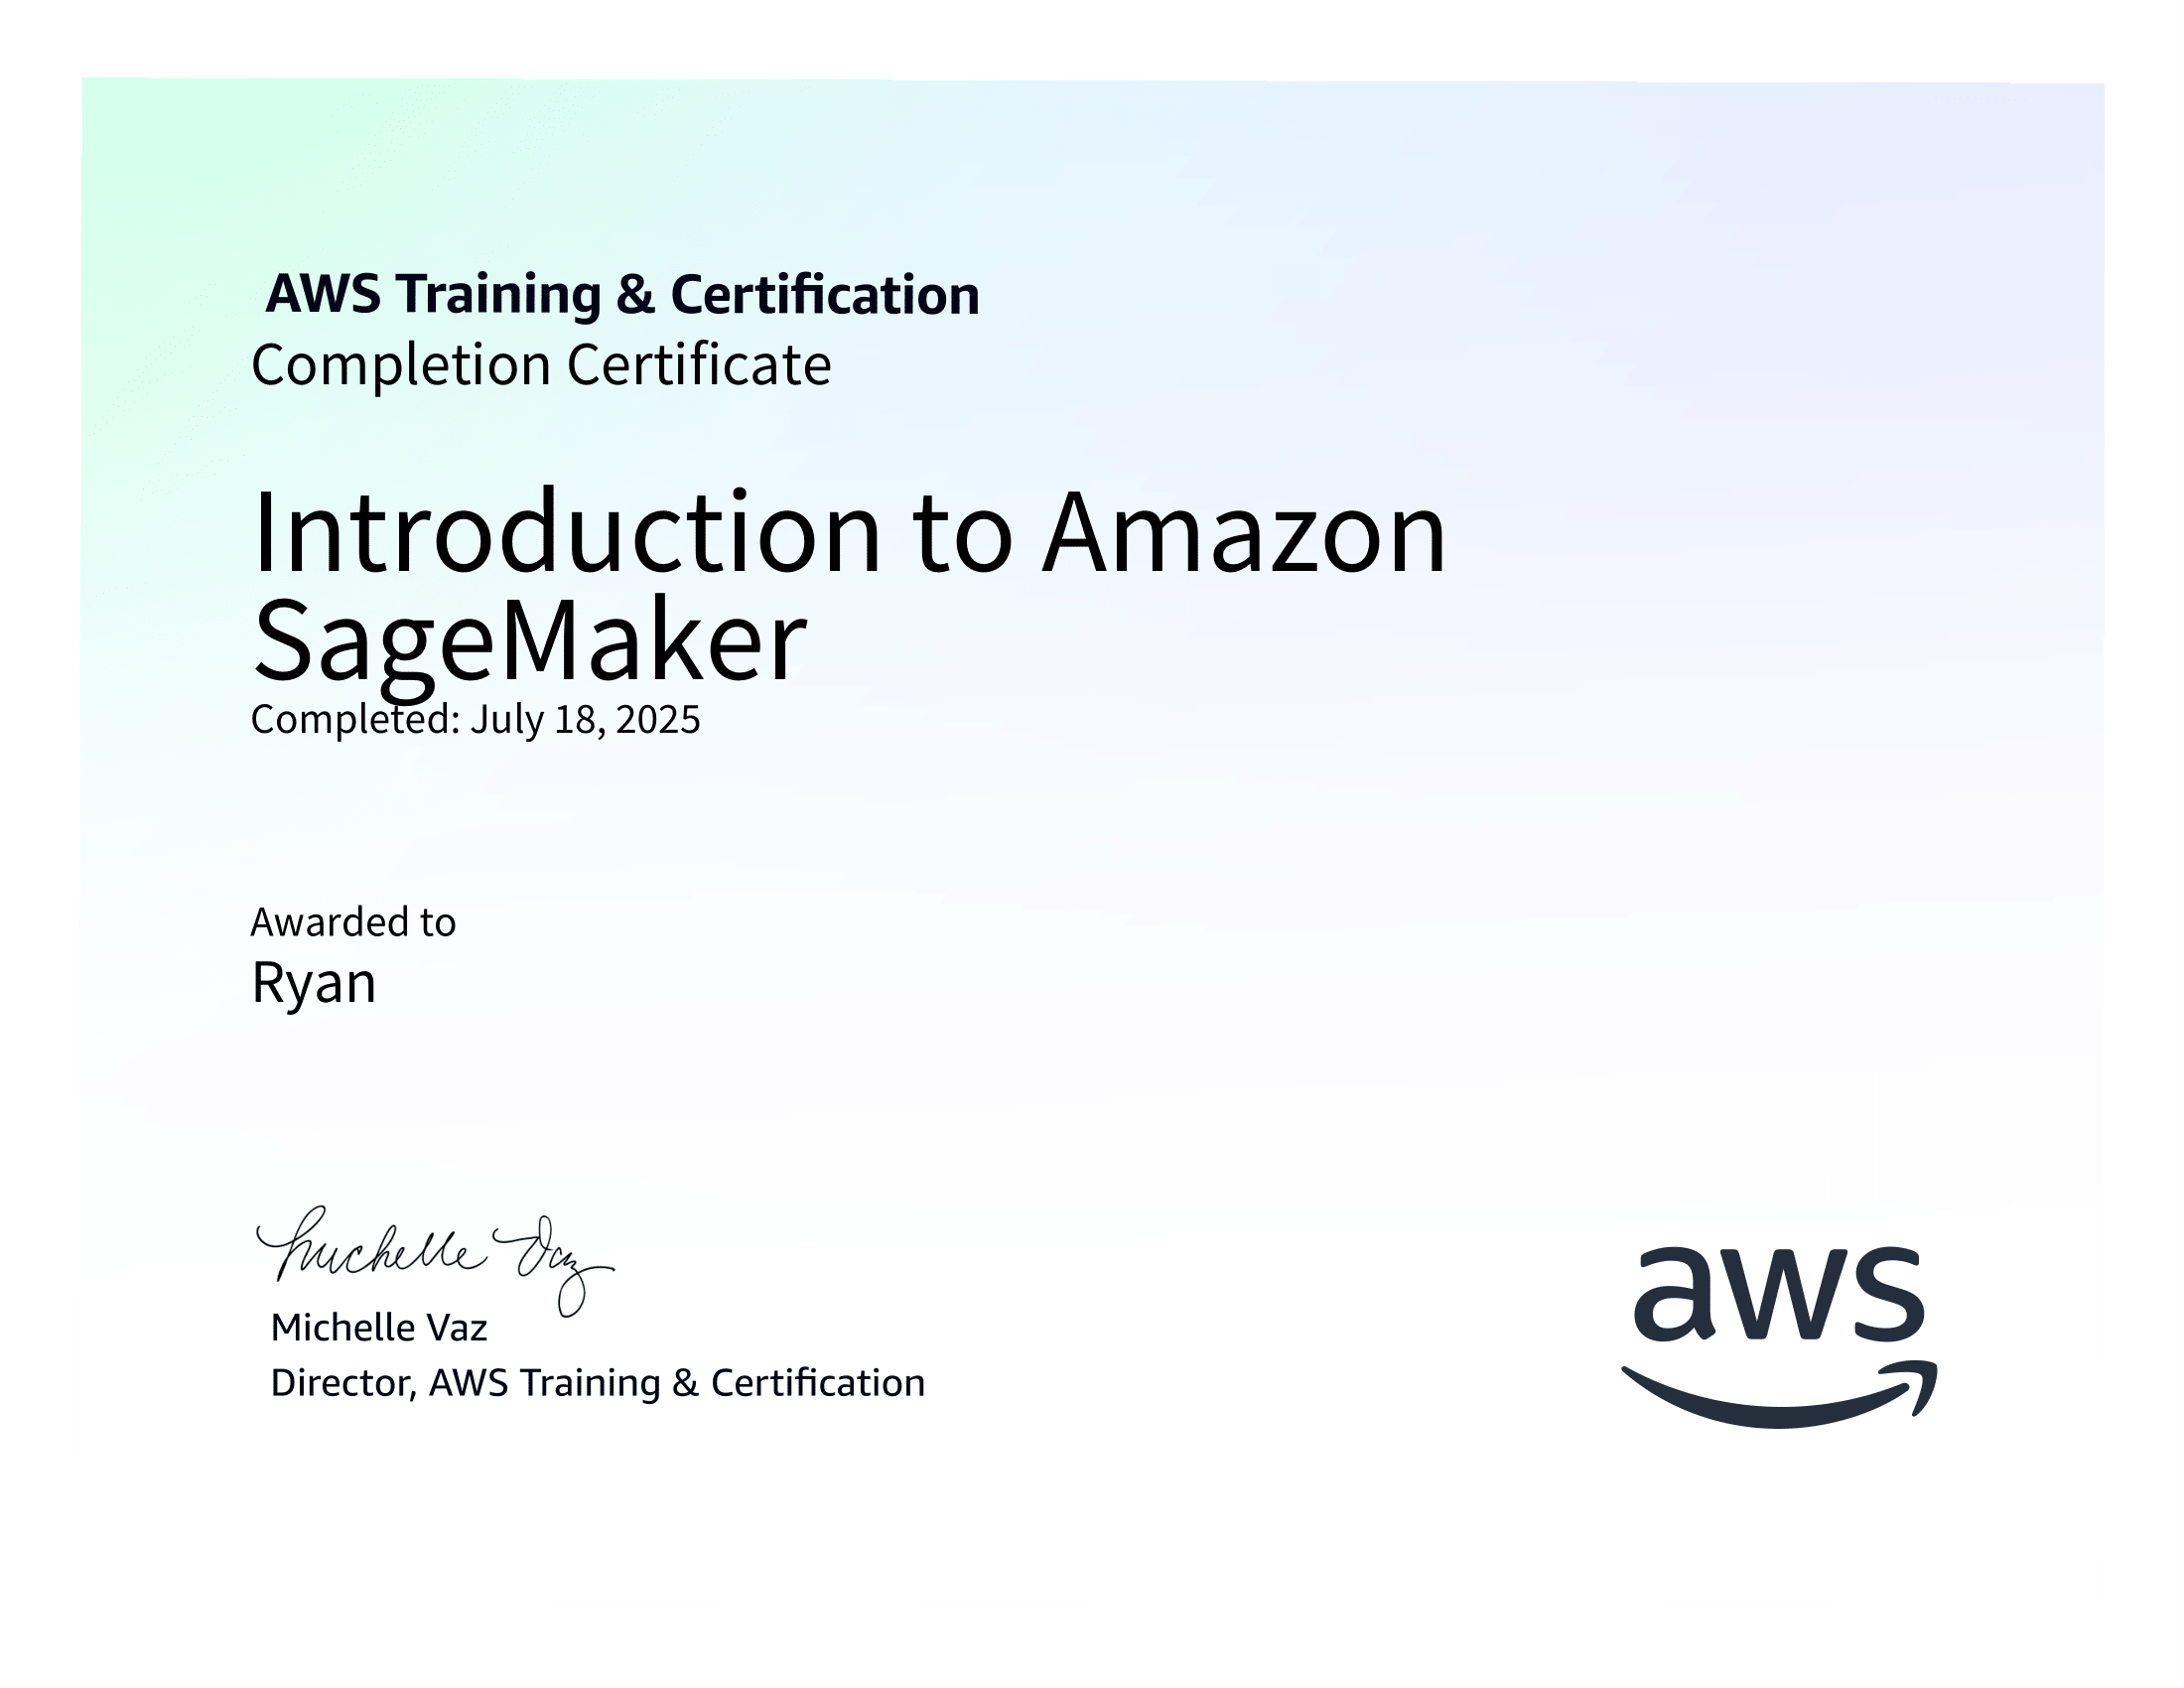 AWS Training & Certification
Completion Certificate
Introduction to Amazon
SageMaker
Completed: July 18, 2025
Awarded to
Ryan
Michelle Vaz
Michelle Vaz
Director, AWS Training & Certification
aws